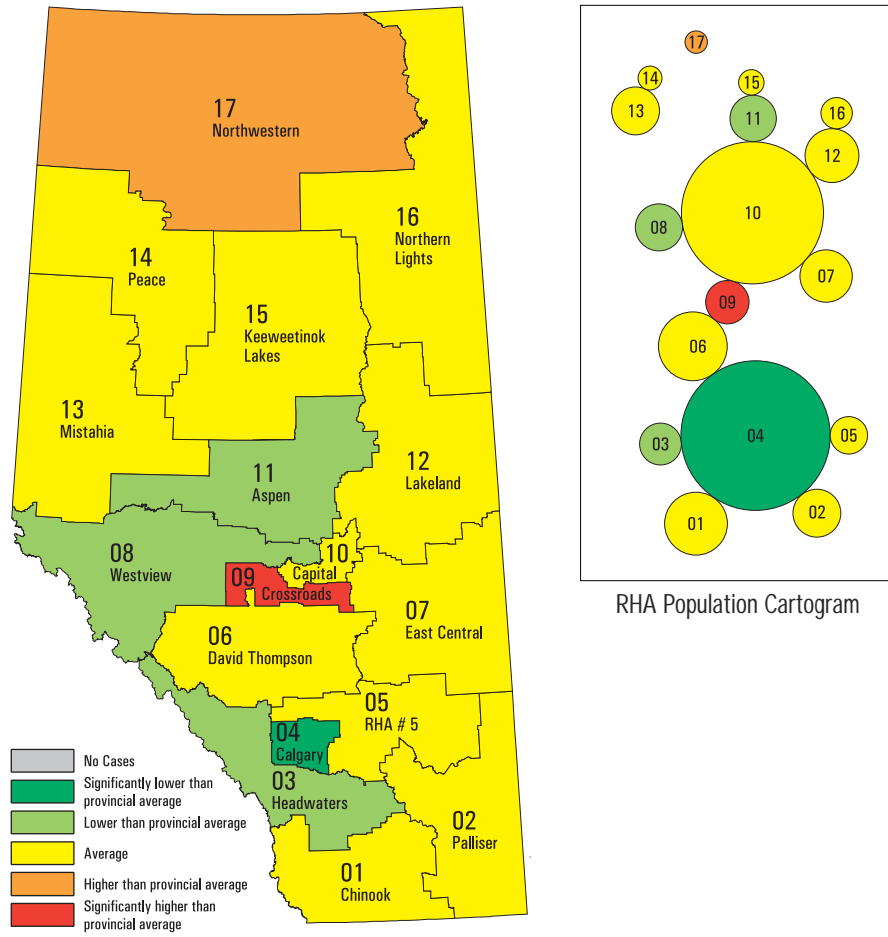 17
Northwestern
16
Northern
Lights
14
Peace
15
Keeweetinok
Lakes
13
Mistahia
12
Lakeland
11
Aspen
10
Capital
08
Westview
09
Crossroads
07
East Central
06
David Thompson
05
RHA # 5
04
Calgary
03
Headwaters
02
Palliser
01
Chinook
No Cases
Significantly lower than
provincial average
Lower than provincial average
Average
Higher than provincial average
Significantly higher than
provincial average
17
14
15
13
11
16
12
10
08
07
09
06
04
05
03
01
02
RHA Population Cartogram